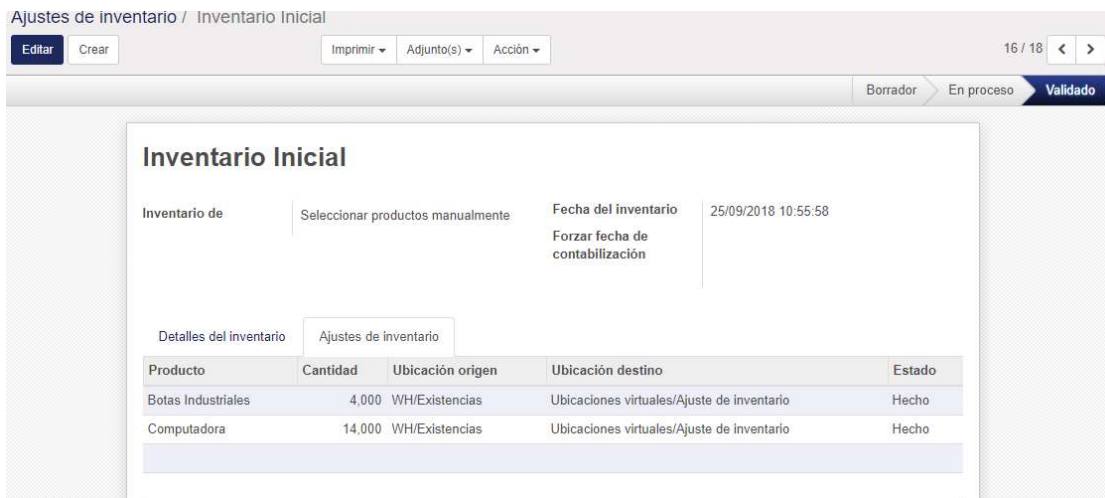 Ajustes de inventario / Inventario Inicial
Editar Crear Imprimir Adjunto(s) Acción 16 / 18
Borrador En proceso Validado
Inventario Inicial
Inventario de Seleccionar productos manualmente Fecha del inventario 25/09/2018 10:55:58
Forzar fecha de
contabilización
Detalles del inventario Ajustes de inventario
Producto Cantidad Ubicación origen Ubicación destino Estado
Botas Industriales 4,000 WH/Existencias Ubicaciones virtuales/Ajuste de inventario Hecho
Computadora 14,000 WH/Existencias Ubicaciones virtuales/Ajuste de inventario Hecho